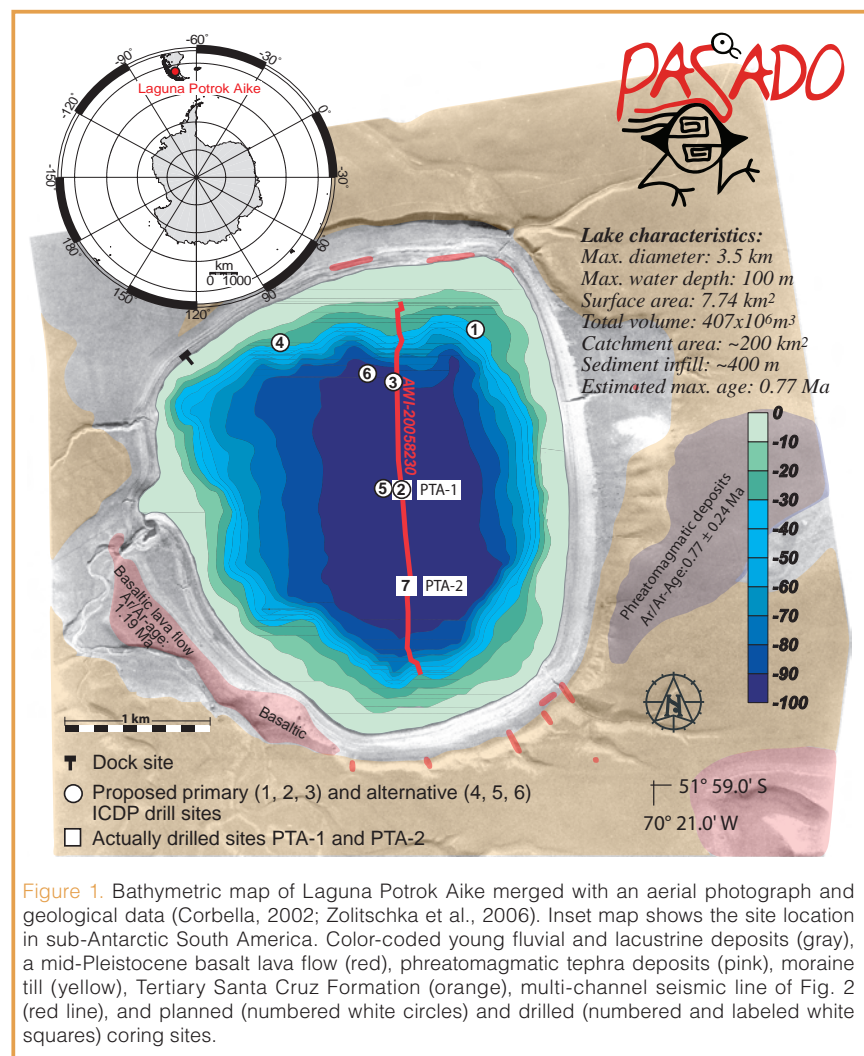 -60°
-90°
-30°
Laguna Potrok Aike
-120°
0°
-150
-30°
180°
60°
km
0 1000
150°
90
120°
PASADO
Lake characteristics:
Max. diameter: 3.5 km
Max. water depth: 100 m
Surface area: 7.74 km²
Total volume: 407x10⁶m³
Catchment area: ~200 km²
Sediment infill: ~400 m
Estimated max. age: 0.77 Ma
1
4
6
3
AWI-20058230
5
2
PTA-1
7
PTA-2
0
-10
-20
-30
-40
-50
-60
-70
-80
-90
-100
Phreatomagmatic deposits
Ar/Ar-Age:0.77 ± 0.24 Ma
Basaltic lava flow
Ar/Ar-age:
1.19 Ma
Basaltic
N
1 km
Dock site
Proposed primary (1, 2, 3) and alternative (4, 5, 6)
ICDP drill sites
Actually drilled sites PTA-1 and PTA-2
51° 59.0' S
70° 21.0' W
Figure 1. Bathymetric map of Laguna Potrok Aike merged with an aerial photograph and
geological data (Corbella, 2002; Zolitschka et al., 2006). Inset map shows the site location
in sub-Antarctic South America. Color-coded young fluvial and lacustrine deposits (gray),
a mid-Pleistocene basalt lava flow (red), phreatomagmatic tephra deposits (pink), moraine
till (yellow), Tertiary Santa Cruz Formation (orange), multi-channel seismic line of Fig. 2
(red line), and planned (numbered white circles) and drilled (numbered and labeled white
squares) coring sites.